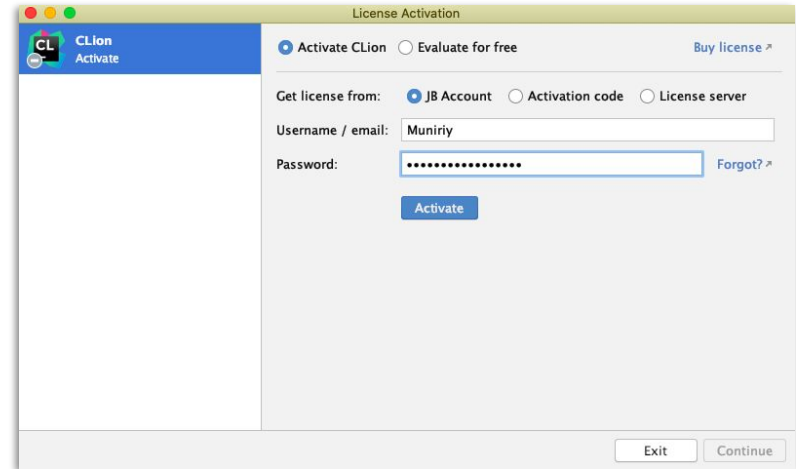 License Activation
CL
CLion
Activate
Activate CLion Evaluate for free Buy license
Get license from: JB Account Activation code License server
Username / email: Muniriy
Password: ••••••••••••••••• Forgot?
Activate
Exit Continue